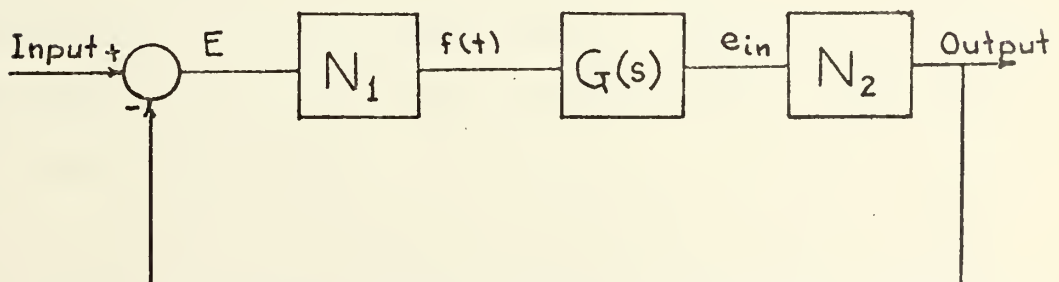 Input + E N₁ f(t) G(s) e_in N₂ Output
-